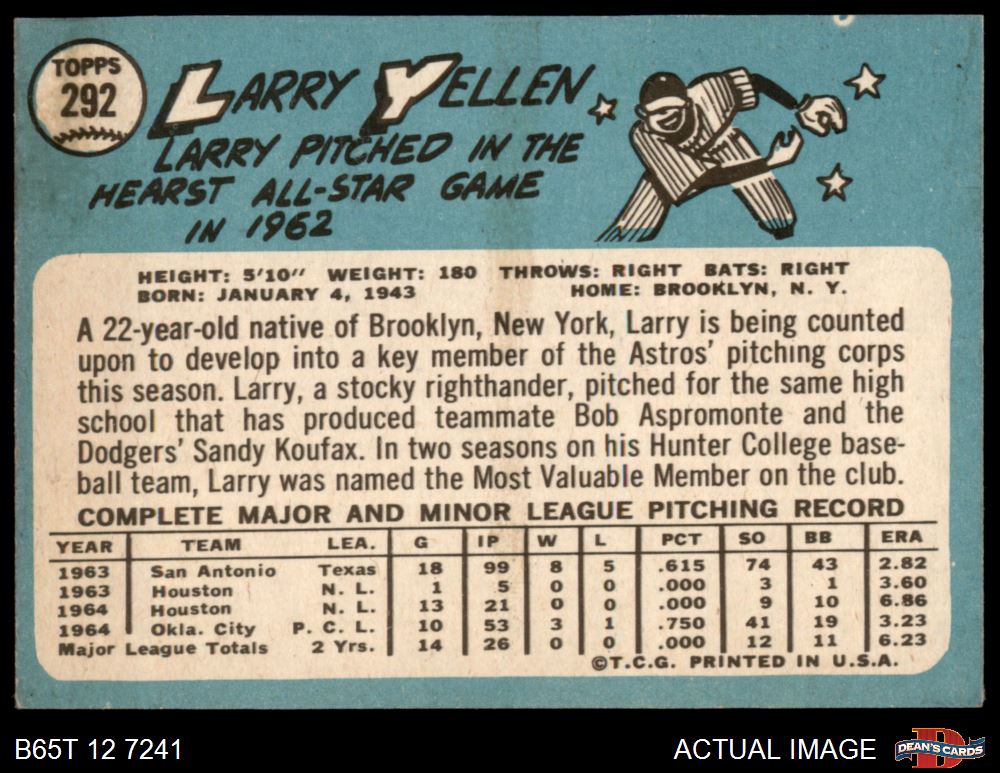 TOPPS
292
LARRY YELLEN
LARRY PITCHED IN THE
HEARST ALL-STAR GAME
IN 1962
HEIGHT: 5'10" WEIGHT: 180 THROWS: RIGHT BATS: RIGHT
BORN: JANUARY 4, 1943 HOME: BROOKLYN, N. Y.
A 22-year-old native of Brooklyn, New York, Larry is being counted
upon to develop into a key member of the Astros' pitching corps
this season. Larry, a stocky righthander, pitched for the same high
school that has produced teammate Bob Aspromonte and the
Dodgers' Sandy Koufax. In two seasons on his Hunter College base-
ball team, Larry was named the Most Valuable Member on the club.
COMPLETE MAJOR AND MINOR LEAGUE PITCHING RECORD
YEAR TEAM LEA. G IP W L PCT SO BB ERA
1963 San Antonio Texas 18 99 8 5 .615 74 43 2.82
1963 Houston N. L. 1 5 0 0 .000 3 1 3.60
1964 Houston N. L. 13 21 0 0 .000 9 10 6.86
1964 Okla. City P. C. L. 10 53 3 1 .750 41 19 3.23
Major League Totals 2 Yrs. 14 26 0 0 .000 12 11 6.23
©T.C.G. PRINTED IN U.S.A.
B65T 12 7241 ACTUAL IMAGE D DEAN'S CARDS